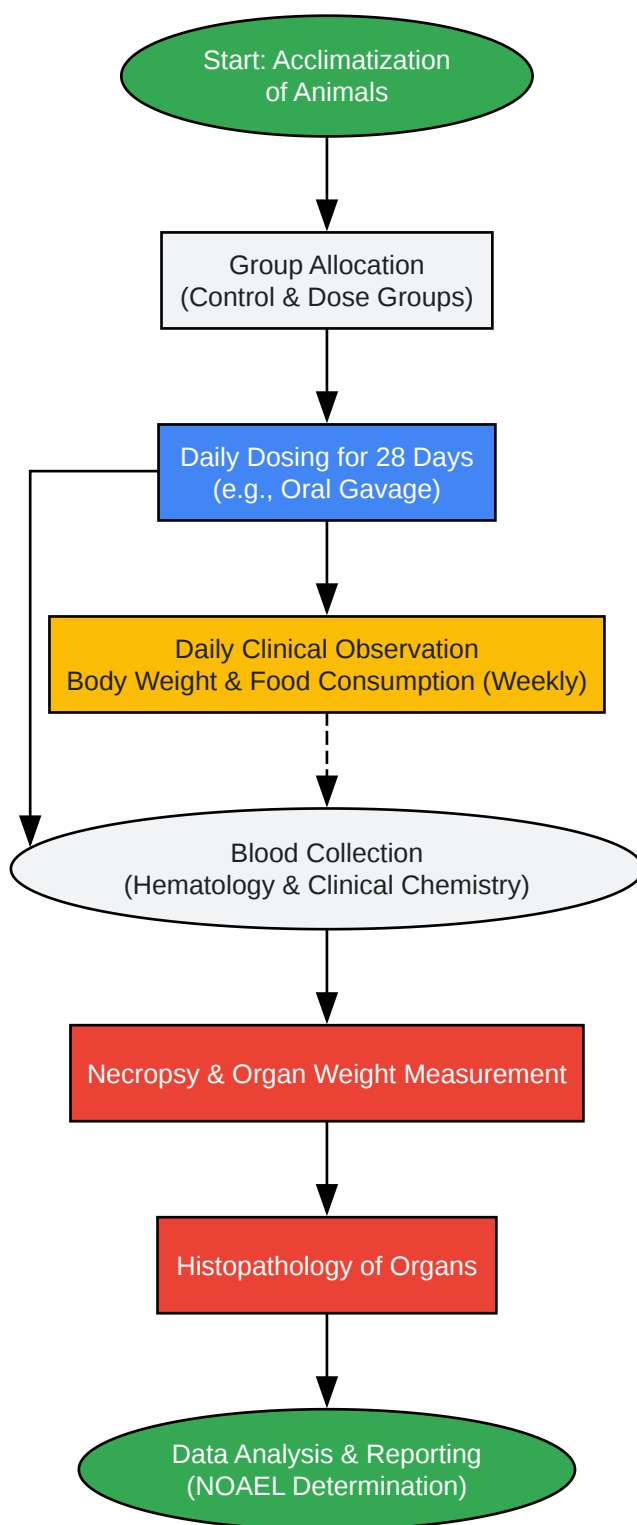 Start: Acclimatization
of Animals
Group Allocation
(Control & Dose Groups)
Daily Dosing for 28 Days
(e.g., Oral Gavage)
Daily Clinical Observation
Body Weight & Food Consumption (Weekly)
Blood Collection
(Hematology & Clinical Chemistry)
Necropsy & Organ Weight Measurement
Histopathology of Organs
Data Analysis & Reporting
(NOAEL Determination)